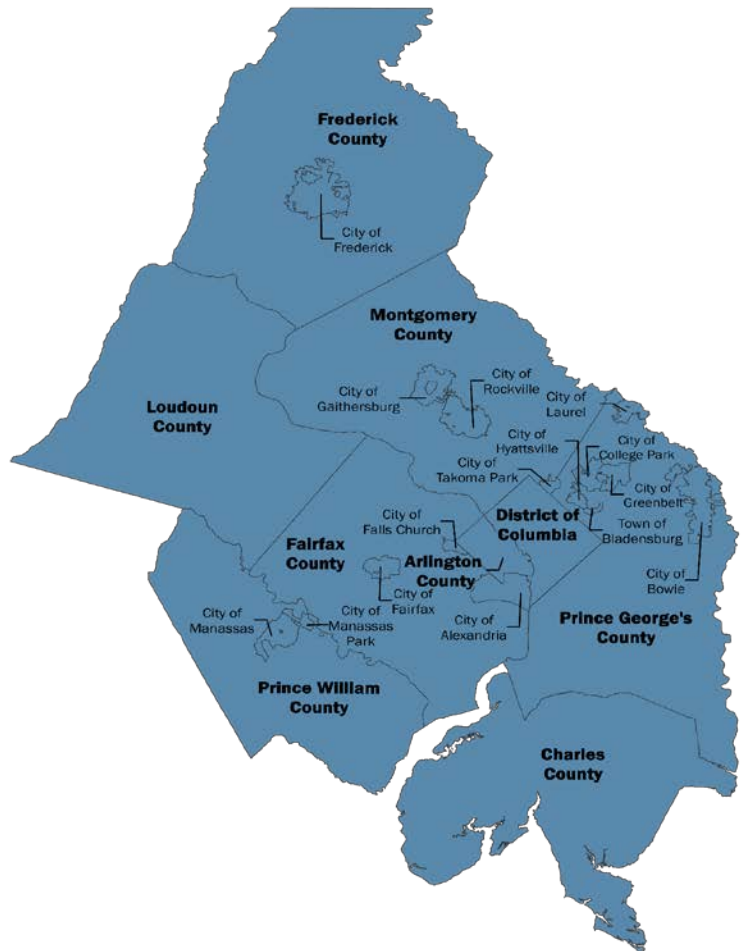 Frederick
County
City of
Frederick
Montgomery
County
City of
Rockville
City of
Gaithersburg
City of
Laurel
Loudoun
County
City of
Hyattsville
City of
College Park
City of
Takoma Park
City of
Greenbelt
District of
Columbia
City of
Falls Church
Town of
Bladensburg
Fairfax
County
Arlington
County
City of
Bowie
City of
Fairfax
City of
Manassas
City of
Manassas
Park
City of
Alexandria
Prince George's
County
Prince William
County
Charles
County